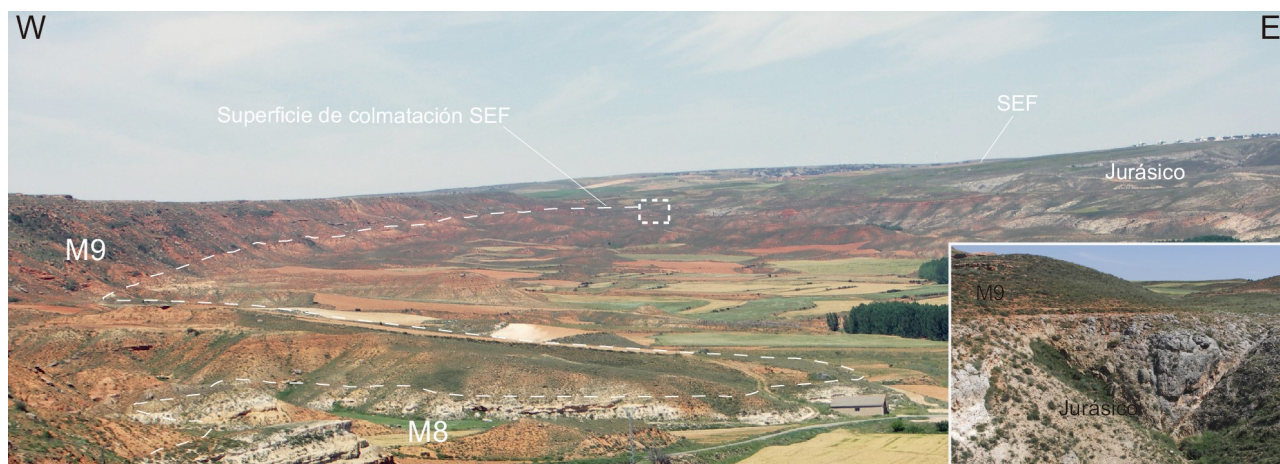 W
E
Superficie de colmatación SEF
SEF
Jurásico
M9
M9
Jurásico
M8